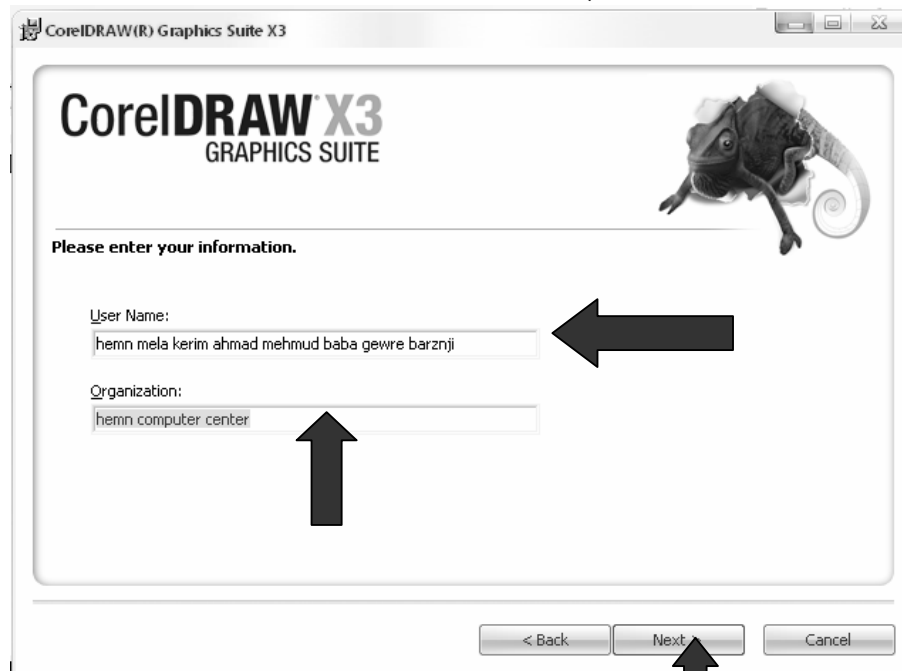 CorelDRAW(R) Graphics Suite X3
CorelDRAW X3
GRAPHICS SUITE
Please enter your information.
User Name:
hemn mela kerim ahmad mehmud baba gewre barznji
Organization:
hemn computer center
< Back Next > Cancel